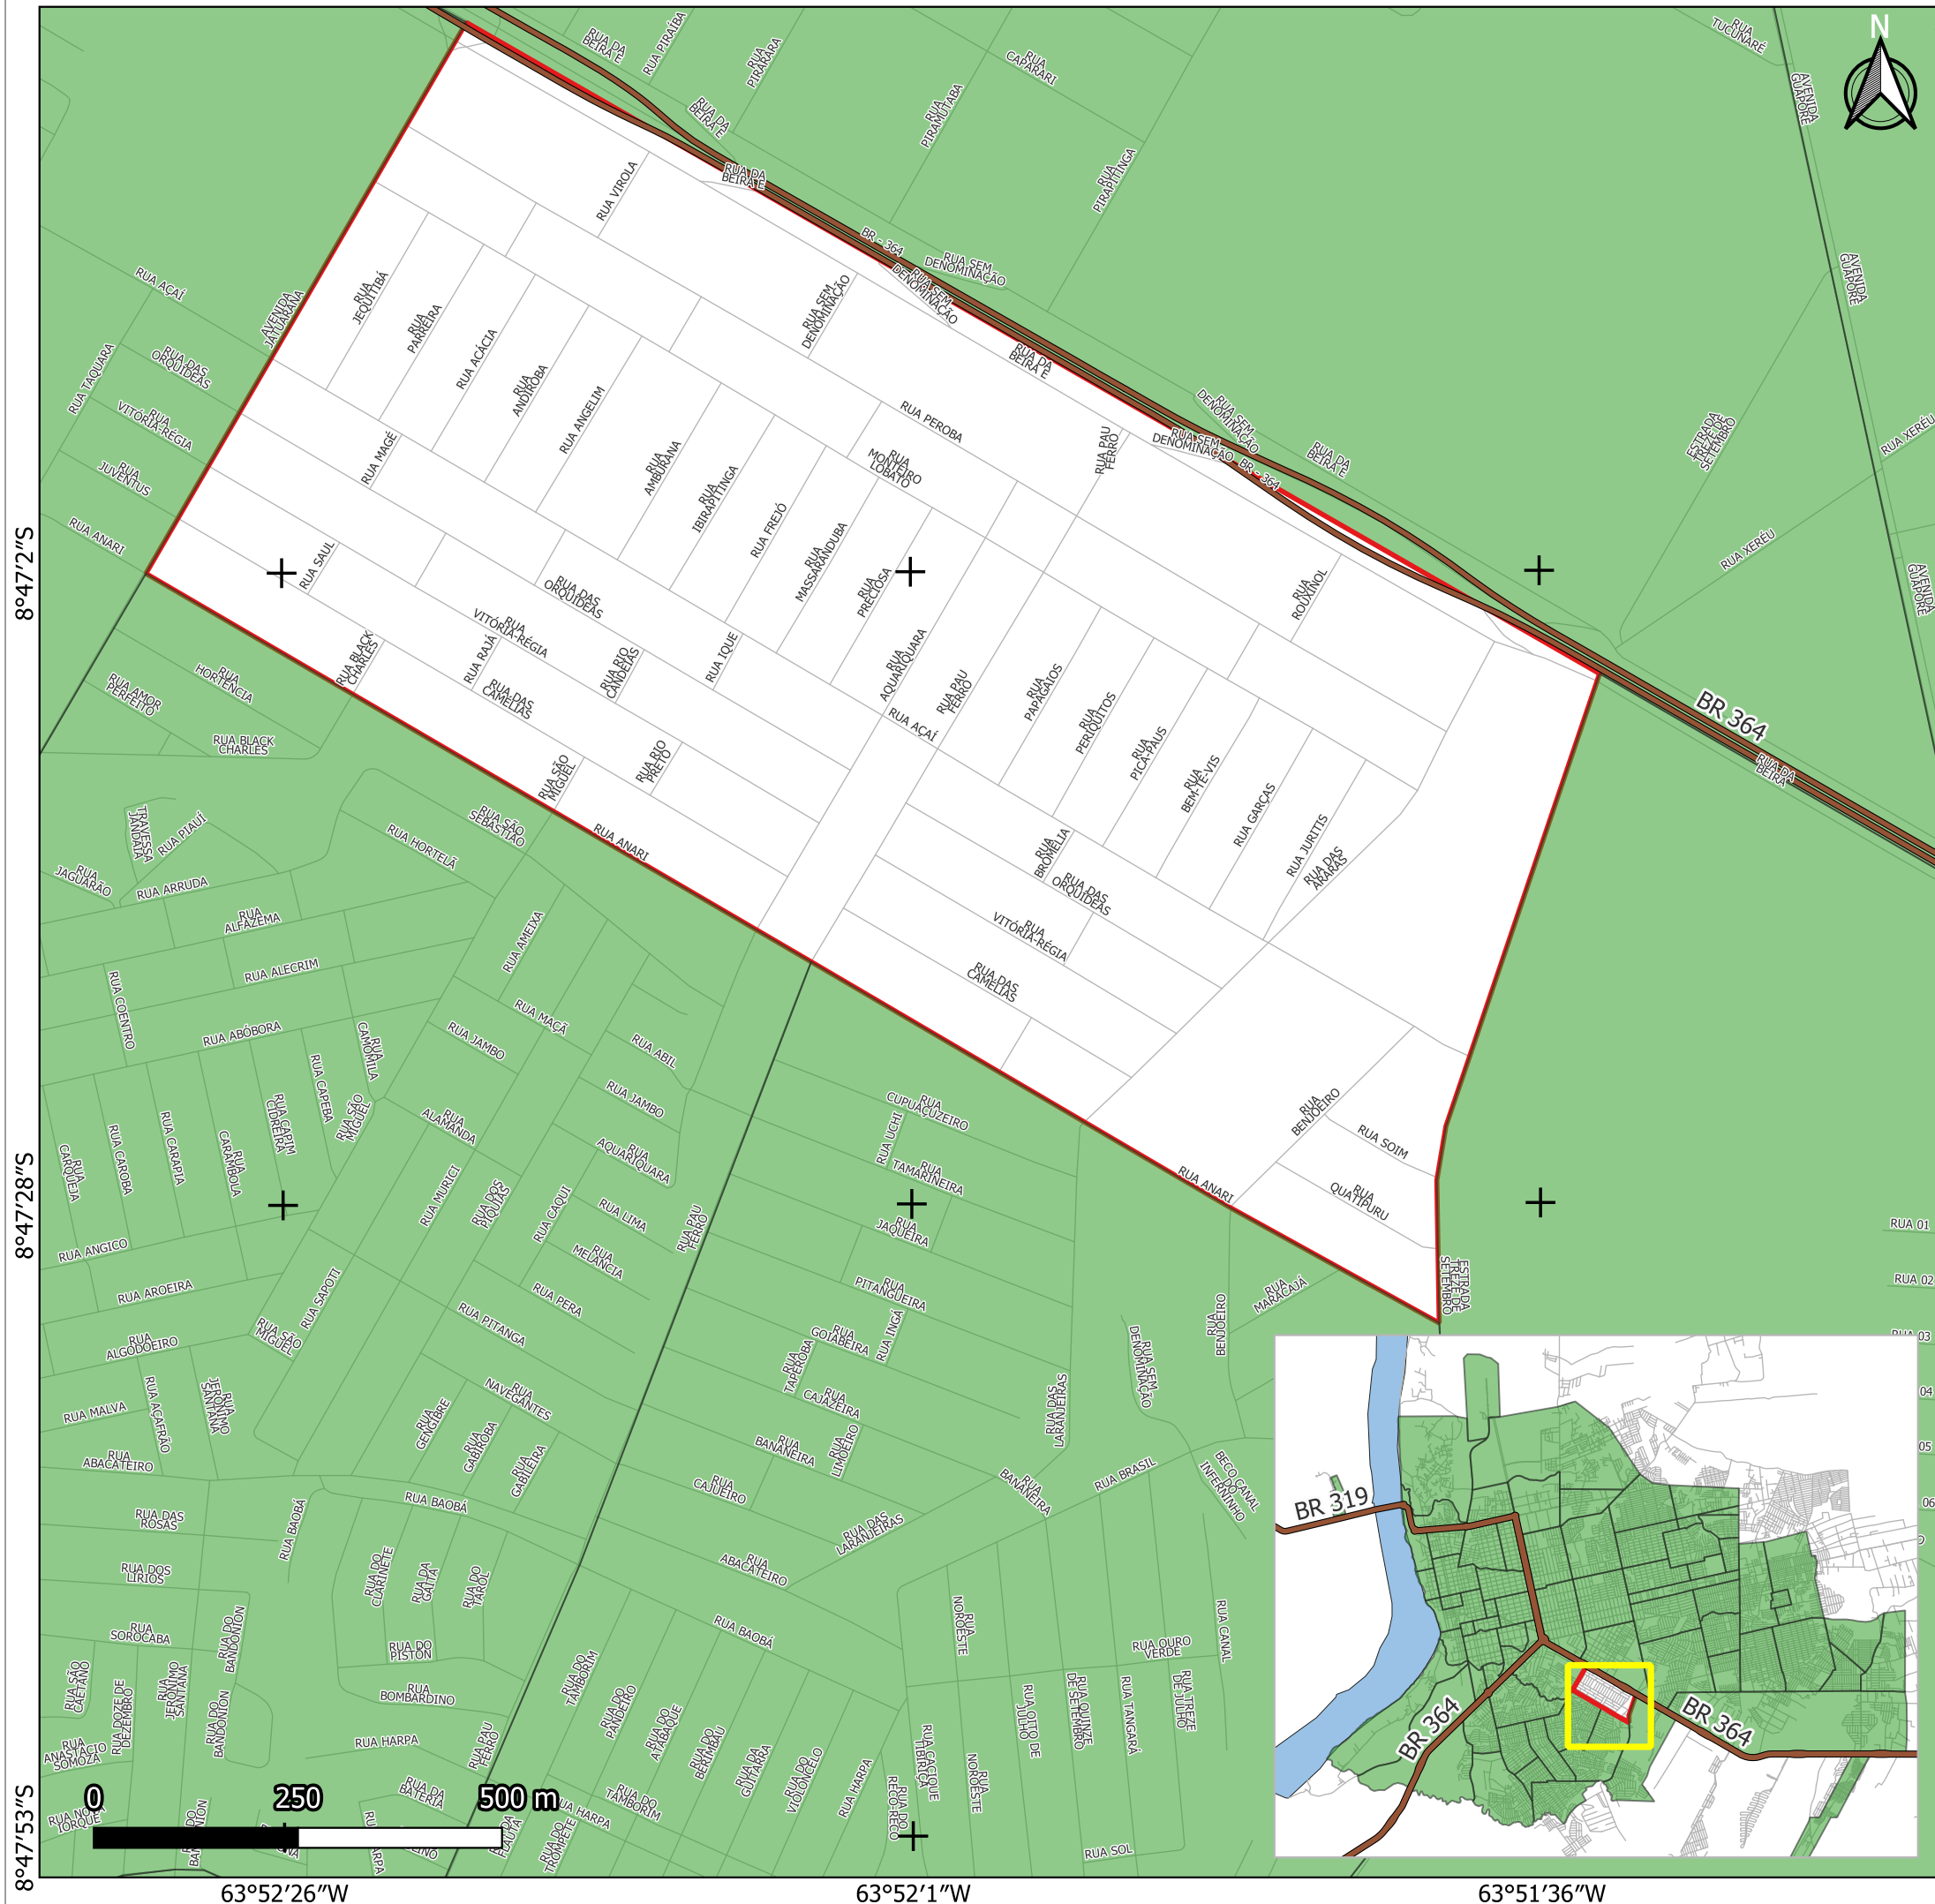 N
RUA
TUCUNARÉ
RUA DA
BEIRA E
RUA PIRAÍBA
RUA
PIRARARA
RUA
CAPARARI
RUA
PIRAMUTABA
RUA DA
BEIRA E
AVENIDA
GUAPORÉ
RUA
PIRAPITINGA
RUA DA
BEIRA E
RUA VIROLA
BR - 364
RUA SEM
DENOMINAÇÃO
RUA SEM
DENOMINAÇÃO
AVENIDA
GUAPORÉ
RUA AÇAÍ
AVENIDA
JATUARANA
RUA
JEQUITIBÁ
RUA
PARREIRA
RUA ACÁCIA
RUA SEM
DENOMINAÇÃO
RUA DA
BEIRA E
RUA TAQUARA
RUA DAS
ORQUIDEAS
RUA
ANDIROBA
RUA ANGELIM
RUA PEROBA
RUA SEM
DENOMINAÇÃO
RUA
VITÓRIA-RÉGIA
RUA MAGÉ
RUA
AMBURANA
RUA
MONTEIRO
LOBATO
RUA PAU
FERRO
RUA SEM
DENOMINAÇÃO
BR - 364
RUA DA
BEIRA E
ESTRADA
TREZE DE
SETEMBRO
RUA XERÉU
RUA
JUVENTUS
RUA
IBIRAPITINGA
RUA FREJÓ
RUA
MASSARANDUBA
RUA ANARI
RUA XERÉU
8°47′2″S
RUA SAUL
RUA DAS
ORQUIDEAS
RUA
PRECIOSA
RUA
ROUXINOL
AVENIDA
GUAPORÉ
RUA
VITÓRIA-RÉGIA
RUA BLACK
CHARLES
RUA RAJÁ
RUA RIO
CANDEIAS
RUA IQUE
RUA
AQUARIQUARA
RUA PAU
FERRO
RUA
PAPAGAIOS
RUA
HORTENCIA
RUA AMOR
PERFEITO
RUA DAS
CAMELIAS
RUA AÇAÍ
RUA
PERIQUITOS
BR 364
RUA BLACK
CHARLES
RUA SÃO
MIGUEL
RUA RIO
PRETO
RUA
PICA-PAUS
RUA
BEM-TE-VIS
RUA DA
BEIRA
TRAVESSA
JANDAIA
RUA PIAUÍ
RUA SÃO
SEBASTIÃO
RUA HORTELÃ
RUA ANARI
RUA GARÇAS
RUA JURITIS
RUA DAS
ARARAS
RUA
BROMELIA
RUA
JAGUARÃO
RUA ARRUDA
RUA DAS
ORQUIDEAS
RUA
ALFAZEMA
RUA AMEIXA
RUA
VITÓRIA-RÉGIA
RUA ALECRIM
RUA DAS
CAMELIAS
RUA COENTRO
RUA MAÇÃ
RUA ABÓBORA
RUA
CAMOMILA
RUA JAMBO
RUA ABIL
RUA CAPEBA
RUA JAMBO
RUA SÃO
MIGUEL
RUA CAPIM
CIDREIRA
RUA
ALAMANDA
RUA
CUPUAÇUZEIRO
RUA UCHI
RUA
BENJOEIRO
RUA SOIM
RUA
CARQUEJA
RUA CAROBA
RUA CARAPIA
RUA
CARAMBOLA
RUA
AQUARIQUARA
RUA
TAMARINEIRA
RUA ANARI
RUA
QUATIPURU
8°47′28″S
RUA MURICI
RUA DOS
PIQUIÁS
RUA CAQUI
RUA LIMA
RUA PAU
FERRO
RUA
JAQUEIRA
RUA 01
RUA ANGICO
RUA
MELANCIA
ESTRADA
TREZE DE
SETEMBRO
RUA 02
RUA AROEIRA
RUA SAPOTI
RUA PERA
RUA
PITANGUEIRA
RUA
MARACAJÁ
RUA
BENJOEIRO
RUA SÃO
MIGUEL
RUA PITANGA
RUA
GOIABEIRA
RUA INGÁ
RUA 03
RUA
ALGODOEIRO
RUA
TAPEROBA
RUA SEM
DENOMINAÇÃO
RUA MALVA
RUA AÇAFRÃO
RUA
JERÔNIMO
SANTANA
RUA
NAVEGANTES
RUA
CAJAZEIRA
RUA DAS
LARANJEIRAS
04
RUA
GENGIBRE
RUA
GABIROBA
RUA
GABILEIRA
RUA
BANANEIRA
RUA
LIMOEIRO
05
RUA
ABACATEIRO
RUA
CAJUEIRO
RUA
BANANEIRA
RUA BRASIL
BECO CANAL
DO
INFERNINHO
BR 319
06
RUA DAS
ROSAS
RUA BAOBÁ
RUA BAOBÁ
RUA DAS
LARANJEIRAS
RUA DOS
LIRIOS
RUA DO
CLARINETE
RUA DA
GAITA
RUA DO
TAROL
RUA
ABACATEIRO
RUA
SOROCABA
RUA DO
BANDONION
RUA BAOBÁ
RUA
NOROESTE
RUA CANAL
RUA DO
PISTON
RUA OURO
VERDE
RUA SÃO
CAETANO
RUA DOZE DE
DEZEMBRO
RUA
JERÔNIMO
SANTANA
RUA DO
BANDONION
RUA
BOMBARDINO
RUA DO
TAMBORIM
RUA DO
PANDEIRO
RUA DO
ATABAQUE
RUA DO
BERIMBAU
RUA OITO DE
JULHO
RUA QUINZE
DE SETEMBRO
RUA TANGARÁ
RUA TREZE
DE JULHO
BR 364
BR 364
RUA
ANASTACIO
SOMOZA
RUA HARPA
RUA PAU
FERRO
RUA DA
GUITARRA
RUA DO
VIOLONCELO
RUA HARPA
RUA CACIQUE
TIBIRIÇA
RUA
NOROESTE
RUA DA
BATERIA
RUA DO
TAMBORIM
RUA HARPA
RUA DO
RECO-RECO
RUA DO
TROMPETE
RUA SOL
0
250
500 m
8°47′53″S
63°52′26″W
63°52′1″W
63°51′36″W